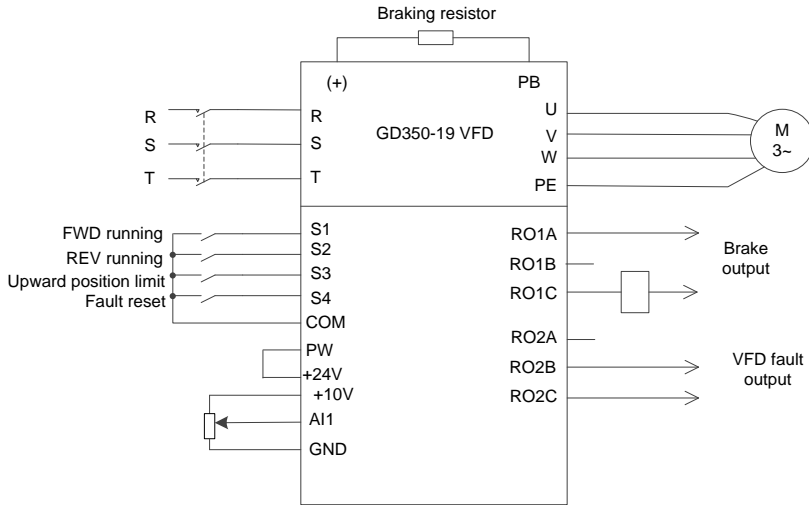 Braking resistor
(+)
PB
R
S
T
R
S
T
GD350-19 VFD
U
V
W
PE
M
3~
FWD running
REV running
Upward position limit
Fault reset
S1
S2
S3
S4
COM
PW
+24V
+10V
AI1
GND
RO1A
RO1B
RO1C
RO2A
RO2B
RO2C
Brake
output
VFD fault
output